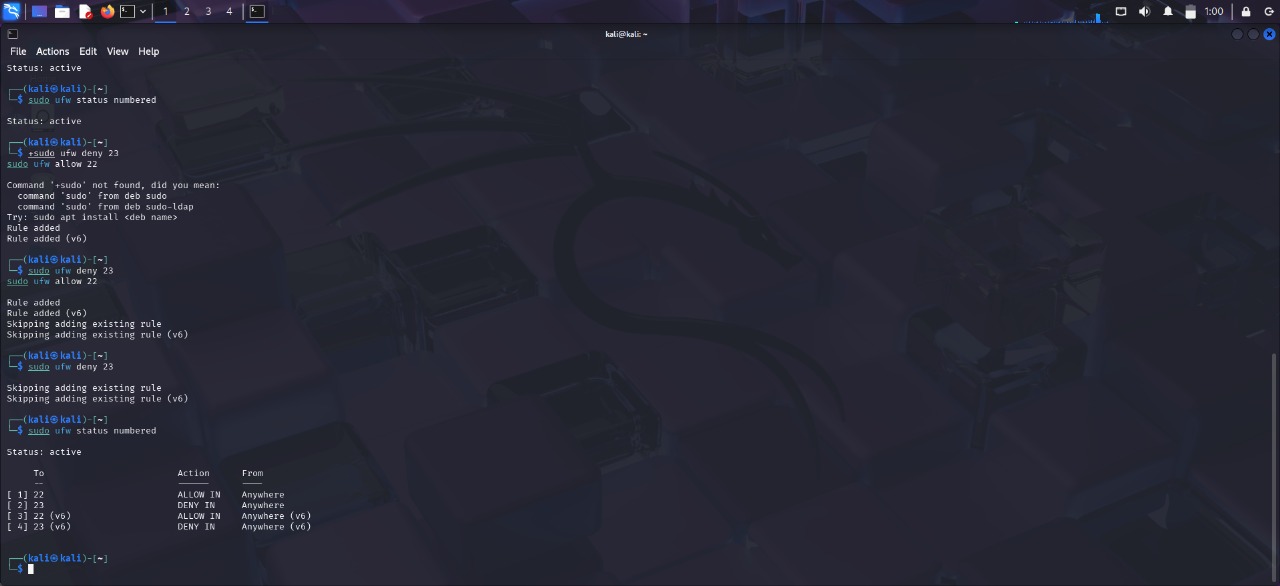 1 2 3 4
1:00
kali@kali: ~
File Actions Edit View Help
Status: active
┌──(kali㉿kali)-[~]
└─$ sudo ufw status numbered
Status: active
┌──(kali㉿kali)-[~]
└─$ +sudo ufw deny 23
sudo ufw allow 22
Command '+sudo' not found, did you mean:
command 'sudo' from deb sudo
command 'sudo' from deb sudo-ldap
Try: sudo apt install <deb name>
Rule added
Rule added (v6)
┌──(kali㉿kali)-[~]
└─$ sudo ufw deny 23
sudo ufw allow 22
Rule added
Rule added (v6)
Skipping adding existing rule
Skipping adding existing rule (v6)
┌──(kali㉿kali)-[~]
└─$ sudo ufw deny 23
Skipping adding existing rule
Skipping adding existing rule (v6)
┌──(kali㉿kali)-[~]
└─$ sudo ufw status numbered
Status: active
To Action From
-- ------ ----
[ 1] 22 ALLOW IN Anywhere
[ 2] 23 DENY IN Anywhere
[ 3] 22 (v6) ALLOW IN Anywhere (v6)
[ 4] 23 (v6) DENY IN Anywhere (v6)
┌──(kali㉿kali)-[~]
└─$